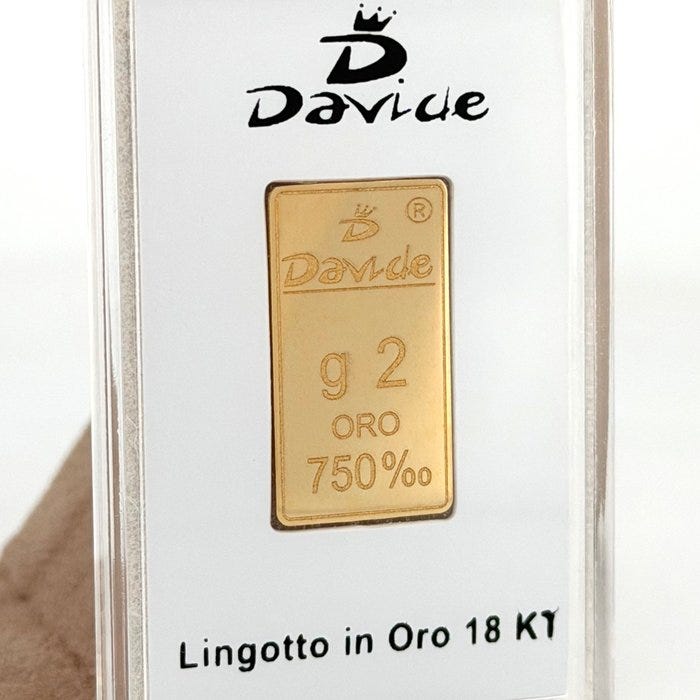 D
Davide
D ®
Davide
g 2
ORO
750‰
Lingotto in Oro 18 KT